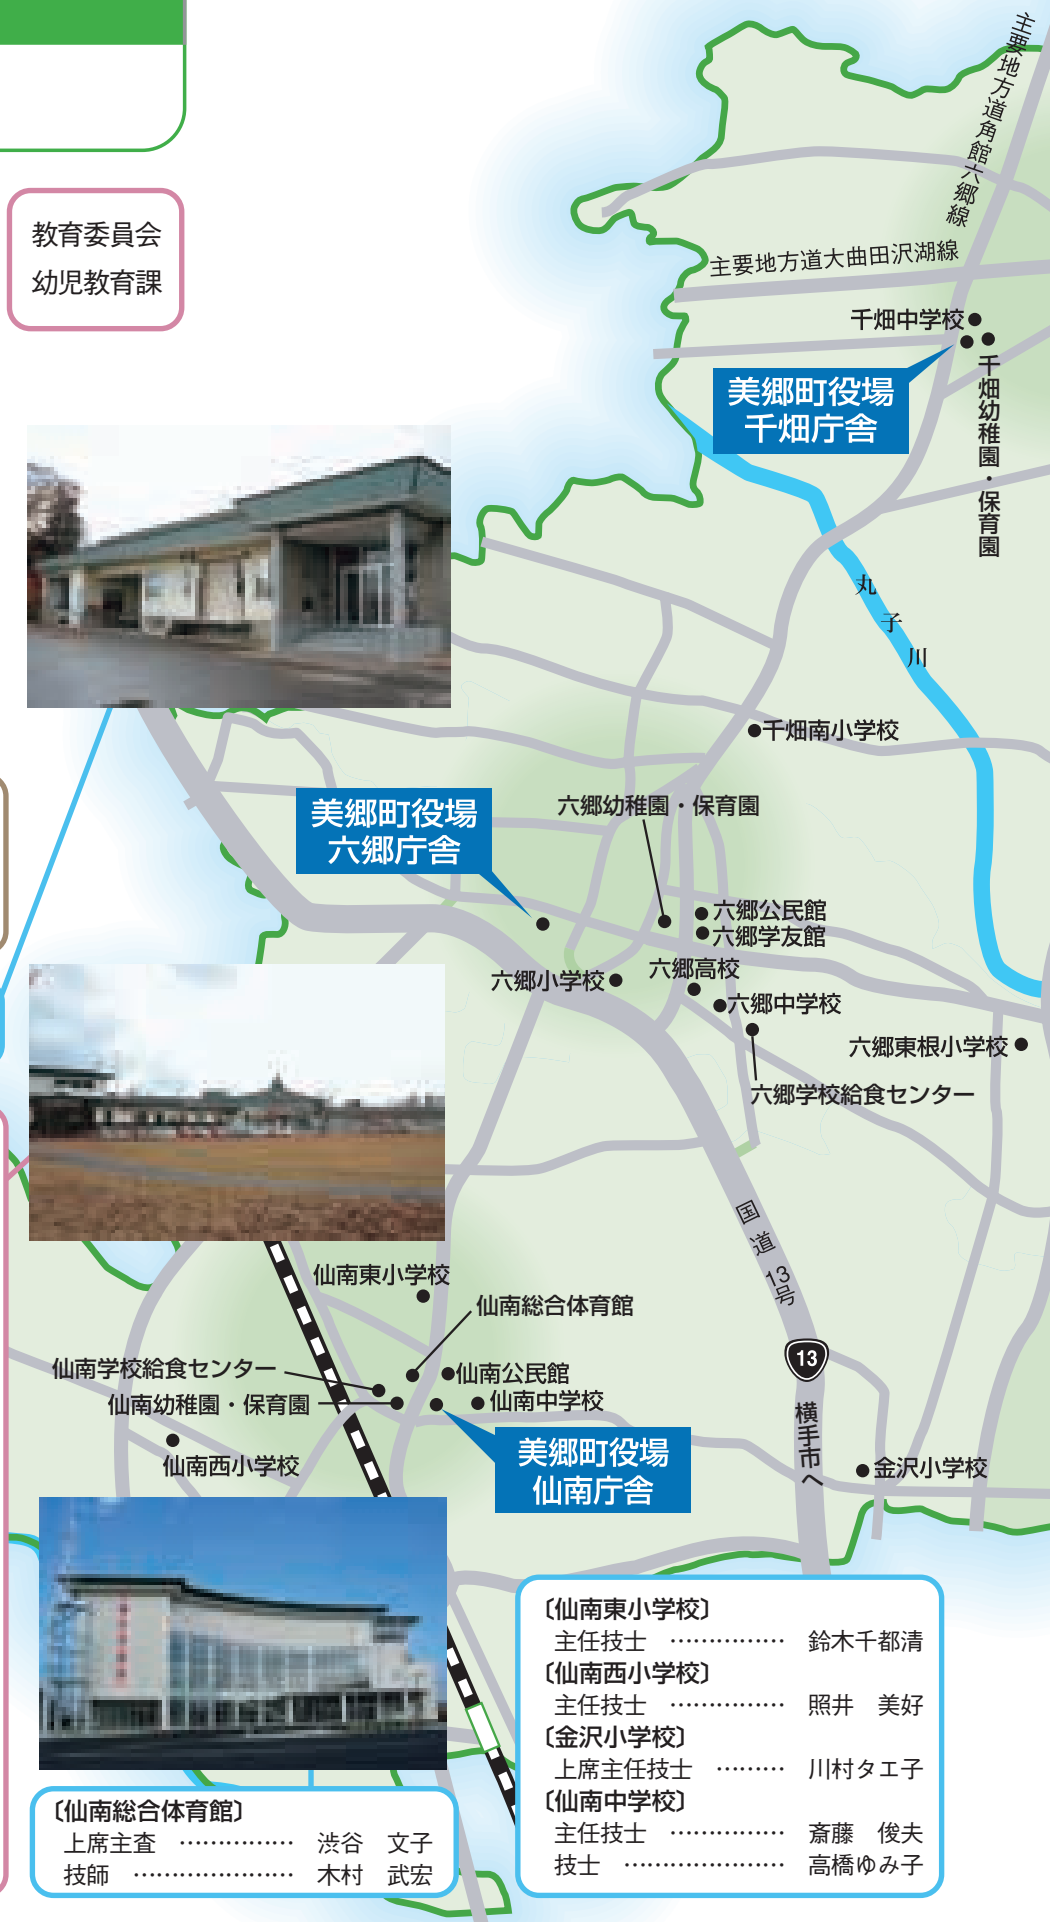 教育委員会
幼児教育課
主要地方道角館六郷線
主要地方道大曲田沢湖線
千畑中学校
千畑幼稚園・保育園
美郷町役場
千畑庁舎
丸子川
千畑南小学校
六郷幼稚園・保育園
美郷町役場
六郷庁舎
六郷公民館
六郷学友館
六郷小学校
六郷高校
六郷中学校
六郷東根小学校
六郷学校給食センター
国道13号
13
横手市へ
仙南東小学校
仙南総合体育館
仙南学校給食センター
仙南公民館
仙南幼稚園・保育園
仙南中学校
仙南西小学校
美郷町役場
仙南庁舎
金沢小学校
〔仙南東小学校〕
主任技士 …………… 鈴木千都清
〔仙南西小学校〕
主任技士 …………… 照井　美好
〔金沢小学校〕
上席主任技士 ……… 川村タエ子
〔仙南中学校〕
主任技士 …………… 斎藤　俊夫
技士 ………………… 高橋ゆみ子
〔仙南総合体育館〕
上席主査 …………… 渋谷　文子
技師 ………………… 木村　武宏